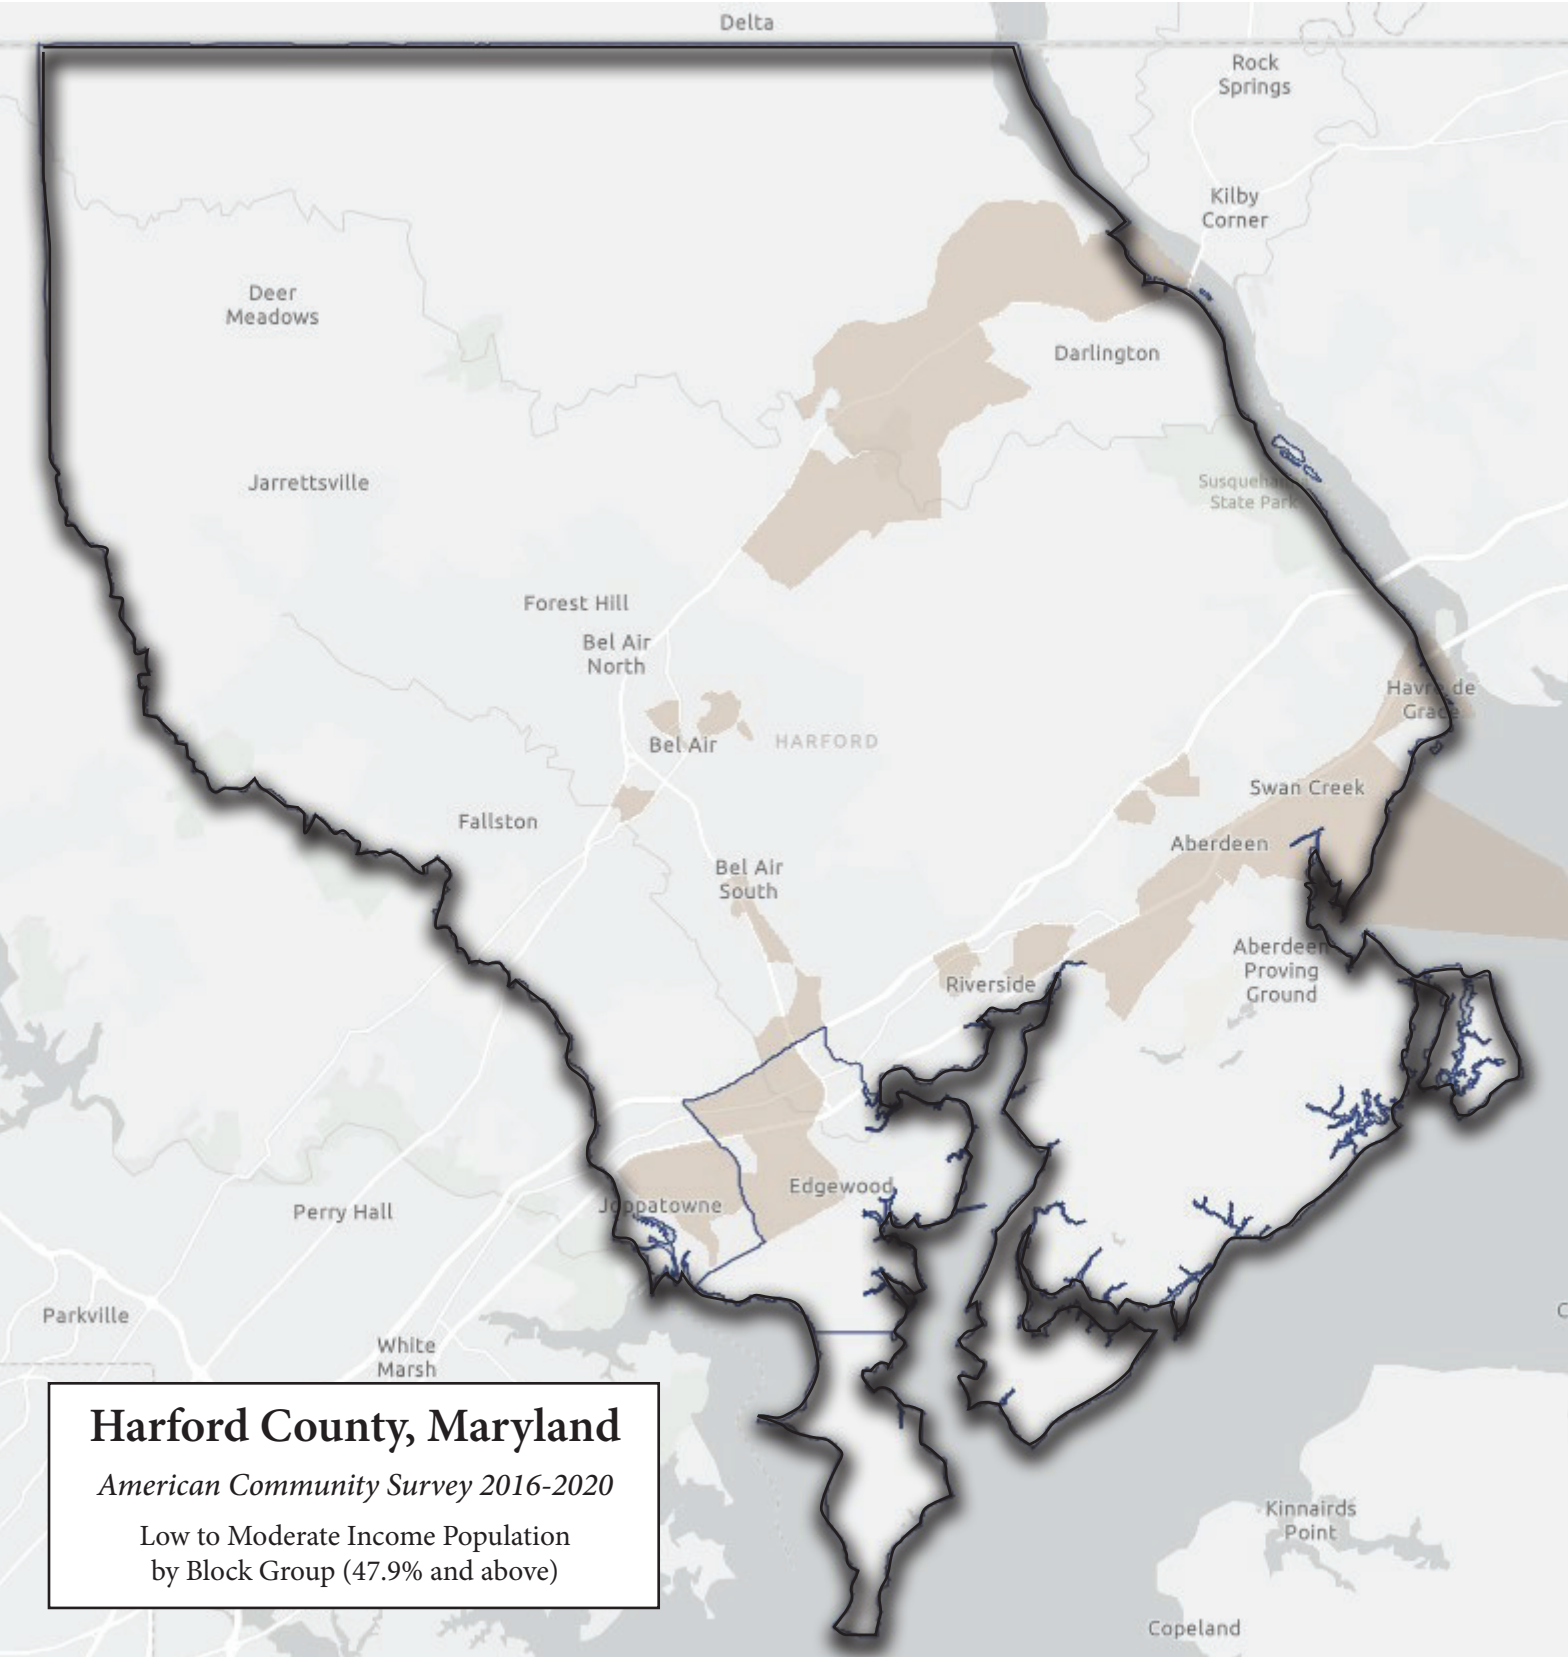 Delta
Rock
Springs
Kilby
Corner
Deer
Meadows
Darlington
Jarrettsville
Susquehanna
State Park
Forest Hill
Bel Air
North
Havre de
Grace
Bel Air
HARFORD
Swan Creek
Fallston
Aberdeen
Bel Air
South
Aberdeen
Proving
Ground
Riverside
Edgewood
Joppatowne
Perry Hall
Parkville
White
Marsh
C
Harford County, Maryland
American Community Survey 2016-2020
Low to Moderate Income Population
by Block Group (47.9% and above)
Kinnairds
Point
Copeland